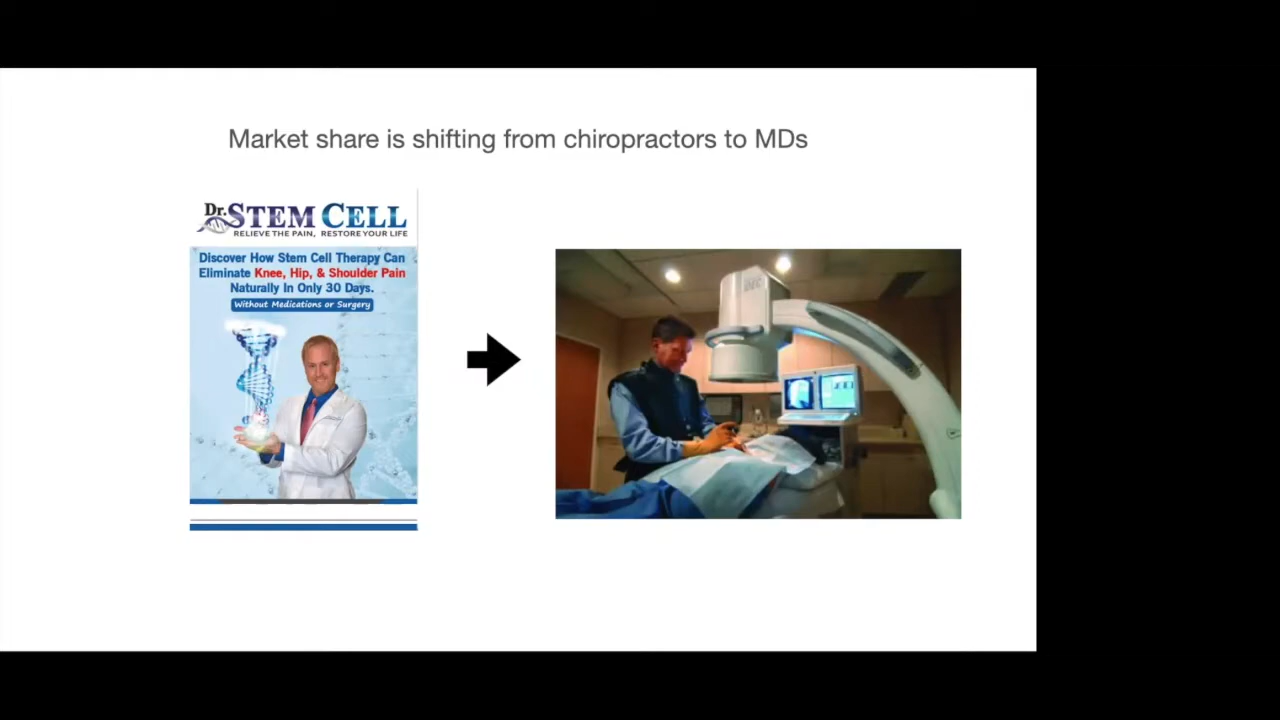 Market share is shifting from chiropractors to MDs
Dr. STEM CELL
RELIEVE THE PAIN, RESTORE YOUR LIFE
Discover How Stem Cell Therapy Can
Eliminate Knee, Hip, & Shoulder Pain
Naturally In Only 30 Days.
Without Medications or Surgery